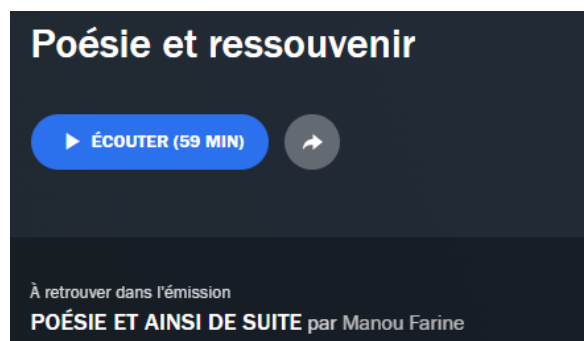 Poésie et ressouvenir
ÉCOUTER (59 MIN)
À retrouver dans l'émission
POÉSIE ET AINSI DE SUITE par Manou Farine